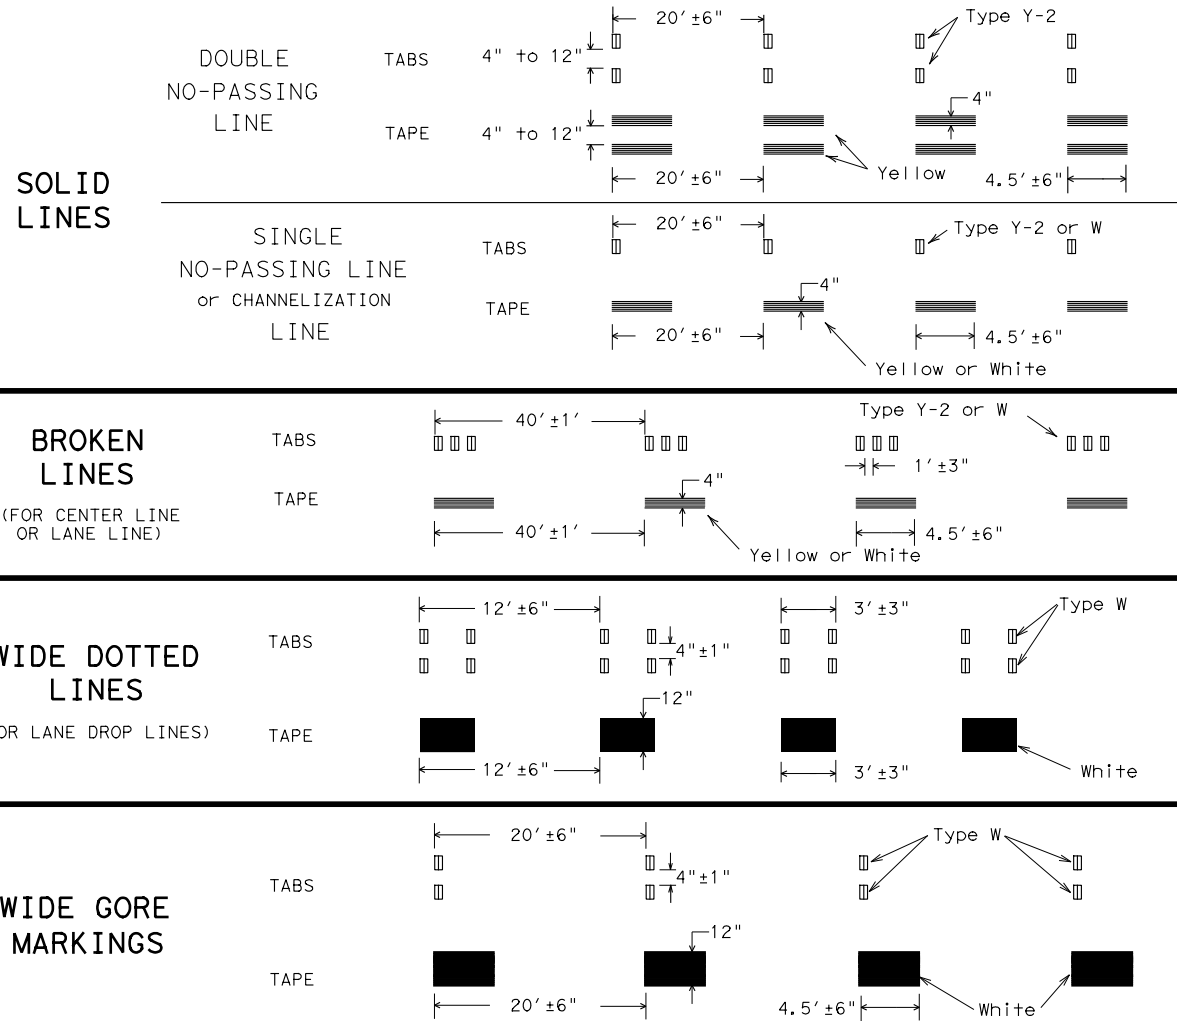 SOLID
LINES
DOUBLE
NO-PASSING
LINE
TABS
4" to 12"
20'±6"
Type Y-2
TAPE
4" to 12"
4"
Yellow
20'±6"
4.5'±6"
SINGLE
NO-PASSING LINE
or CHANNELIZATION
LINE
TABS
20'±6"
Type Y-2 or W
TAPE
4"
20'±6"
4.5'±6"
Yellow or White
BROKEN
LINES
(FOR CENTER LINE
OR LANE LINE)
TABS
40'±1'
Type Y-2 or W
1'±3"
TAPE
4"
40'±1'
4.5'±6"
Yellow or White
WIDE DOTTED
LINES
OR LANE DROP LINES)
TABS
12'±6"
3'±3"
Type W
4"±1"
TAPE
12"
12'±6"
3'±3"
White
WIDE GORE
MARKINGS
TABS
20'±6"
Type W
4"±1"
TAPE
12"
20'±6"
4.5'±6"
White